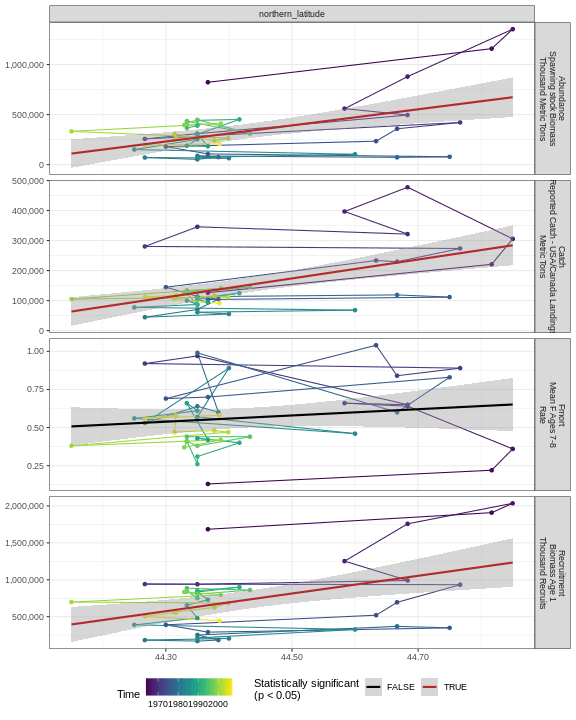 northern_latitude
1,000,000
500,000
0
Abundance
Spawning stock Biomass
Thousand Metric Tons
500,000
400,000
300,000
200,000
100,000
0
Catch
Reported Catch - USA/Canada Landings
Metric Tons
1.00
0.75
0.50
0.25
Fmort
Mean F Ages 7-8
Rate
2,000,000
1,500,000
1,000,000
500,000
Recruitment
Biomass Age 1
Thousand Recruits
44.30 44.50 44.70
Time
1970198019902000
Statistically significant
(p < 0.05)
FALSE TRUE